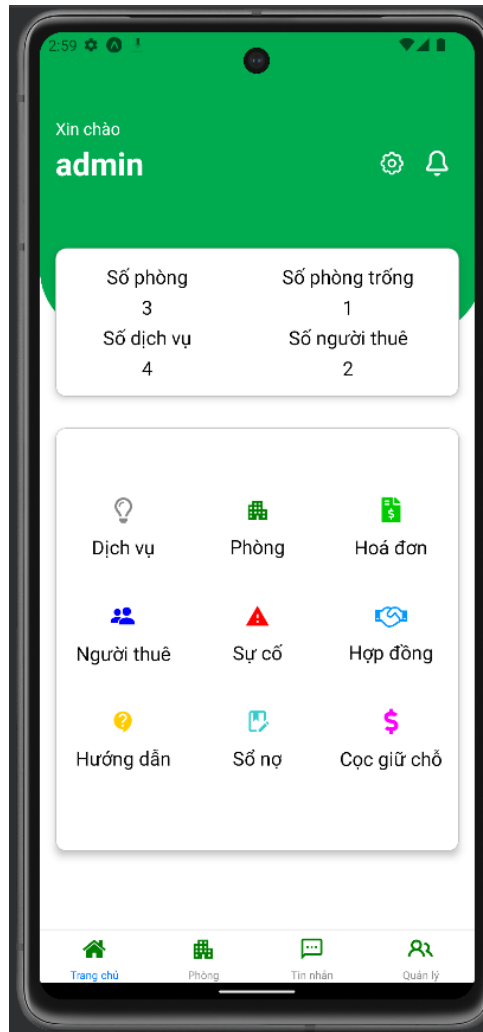 2:59
Xin chào
admin
Số phòng Số phòng trống
3 1
Số dịch vụ Số người thuê
4 2
Dịch vụ Phòng Hoá đơn
Người thuê Sự cố Hợp đồng
Hướng dẫn Sổ nợ Cọc giữ chỗ
Trang chủ Phòng Tin nhắn Quản lý